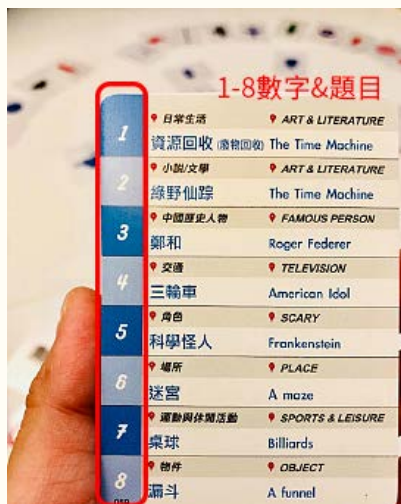 1-8數字&題目
日常生活 ART & LITERATURE
1 資源回收 (廢物回收) The Time Machine
小說/文學 ART & LITERATURE
2 綠野仙踪 The Time Machine
中國歷史人物 FAMOUS PERSON
3 鄭和 Roger Federer
交通 TELEVISION
4 三輪車 American Idol
角色 SCARY
5 科學怪人 Frankenstein
場所 PLACE
6 迷宮 A maze
運動與休閒活動 SPORTS & LEISURE
7 桌球 Billiards
物件 OBJECT
8 漏斗 A funnel